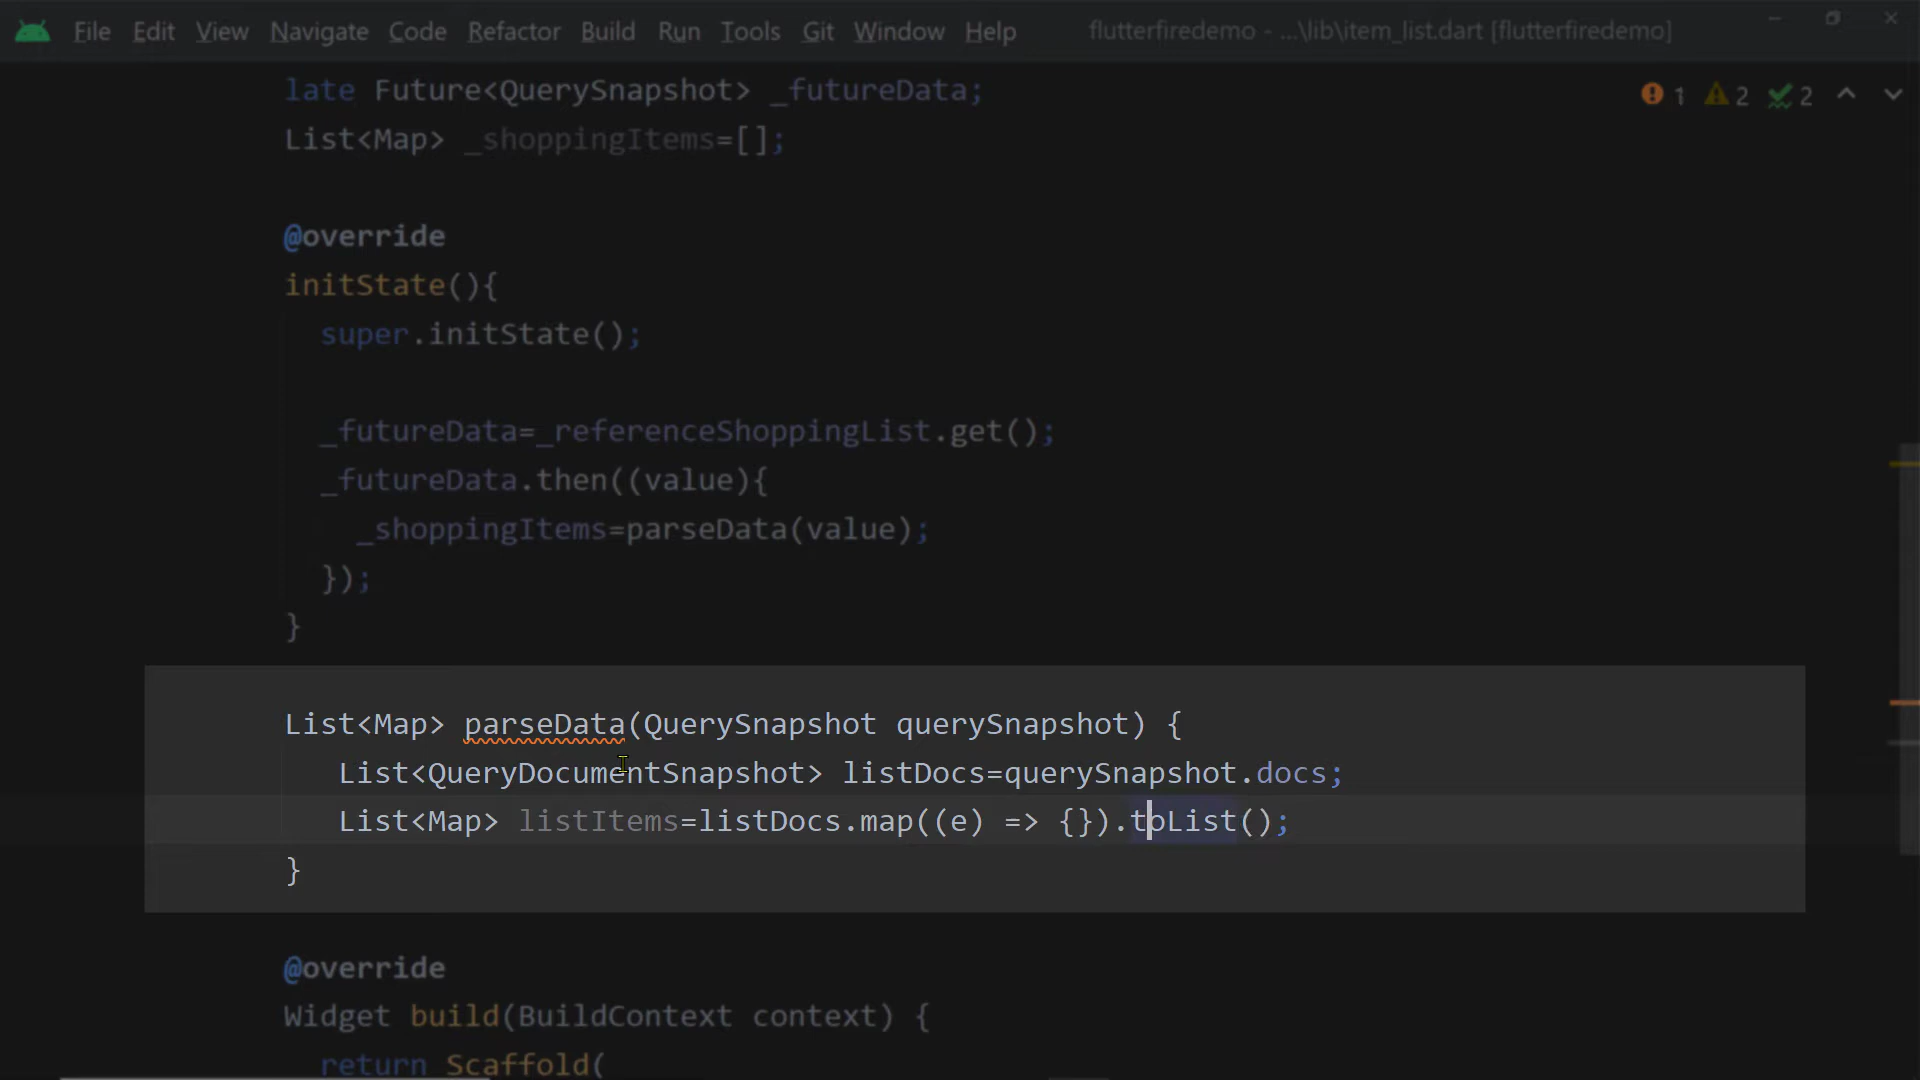 File Edit View Navigate Code Refactor Build Run Tools Git Window Help flutterfiredemo - ...\lib\item_list.dart [flutterfiredemo]
late Future<QuerySnapshot> _futureData;
1 2 2
List<Map> _shoppingItems=[];
@override
initState(){
super.initState();
_futureData=_referenceShoppingList.get();
_futureData.then((value){
_shoppingItems=parseData(value);
});
}
List<Map> parseData(QuerySnapshot querySnapshot) {
List<QueryDocumentSnapshot> listDocs=querySnapshot.docs;
List<Map> listItems=listDocs.map((e) => {}).toList();
}
@override
Widget build(BuildContext context) {
return Scaffold(